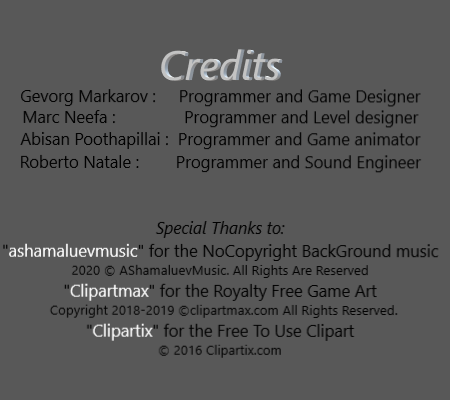 Credits
Gevorg Markarov : Programmer and Game Designer
Marc Neefa : Programmer and Level designer
Abisan Poothapillai : Programmer and Game animator
Roberto Natale : Programmer and Sound Engineer
Special Thanks to:
"ashamaluevmusic" for the NoCopyright BackGround music
2020 © AShamaluevMusic. All Rights Are Reserved
"Clipartmax" for the Royalty Free Game Art
Copyright 2018-2019 ©clipartmax.com All Rights Reserved.
"Clipartix" for the Free To Use Clipart
© 2016 Clipartix.com